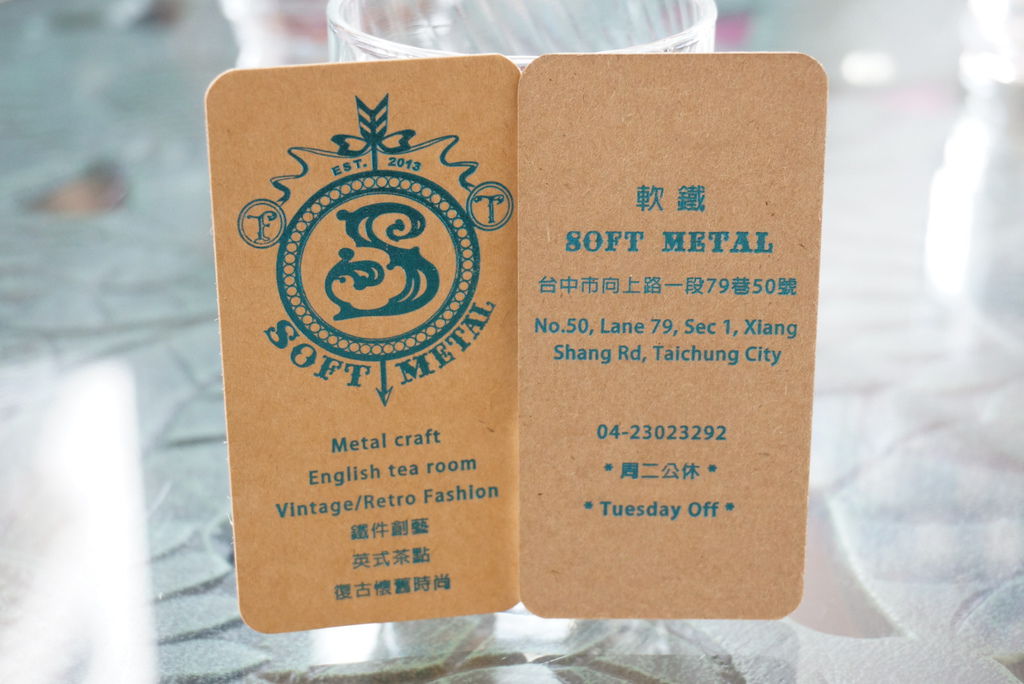 EST. 2013
f
S
T
SOFT METAL
Metal craft
English tea room
Vintage/Retro Fashion
鐵件創藝
英式茶點
復古懷舊時尚
軟鐵
SOFT METAL
台中市向上路一段79巷50號
No.50, Lane 79, Sec 1, Xiang
Shang Rd, Taichung City
04-23023292
* 周二公休 *
* Tuesday Off *